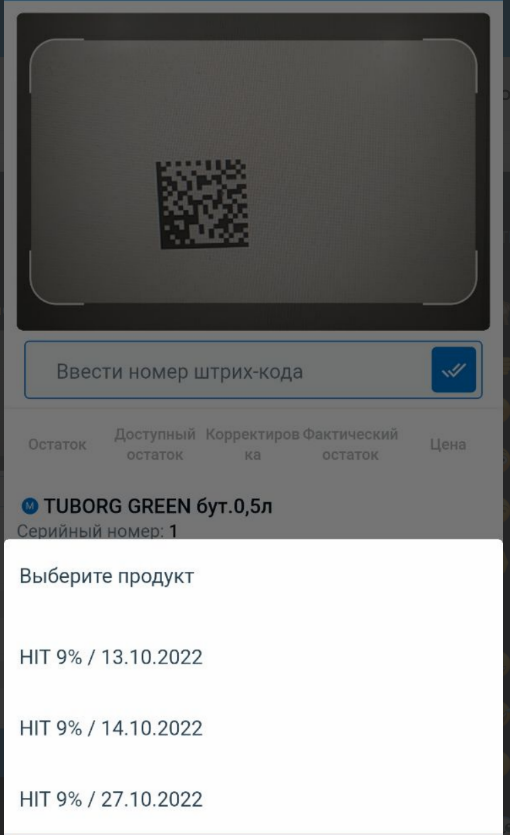 Ввести номер штрих-кода
Остаток
Доступный остаток
Корректировка
Фактический остаток
Цена
М TUBORG GREEN бут.0,5л
Серийный номер: 1
Выберите продукт
HIT 9% / 13.10.2022
HIT 9% / 14.10.2022
HIT 9% / 27.10.2022